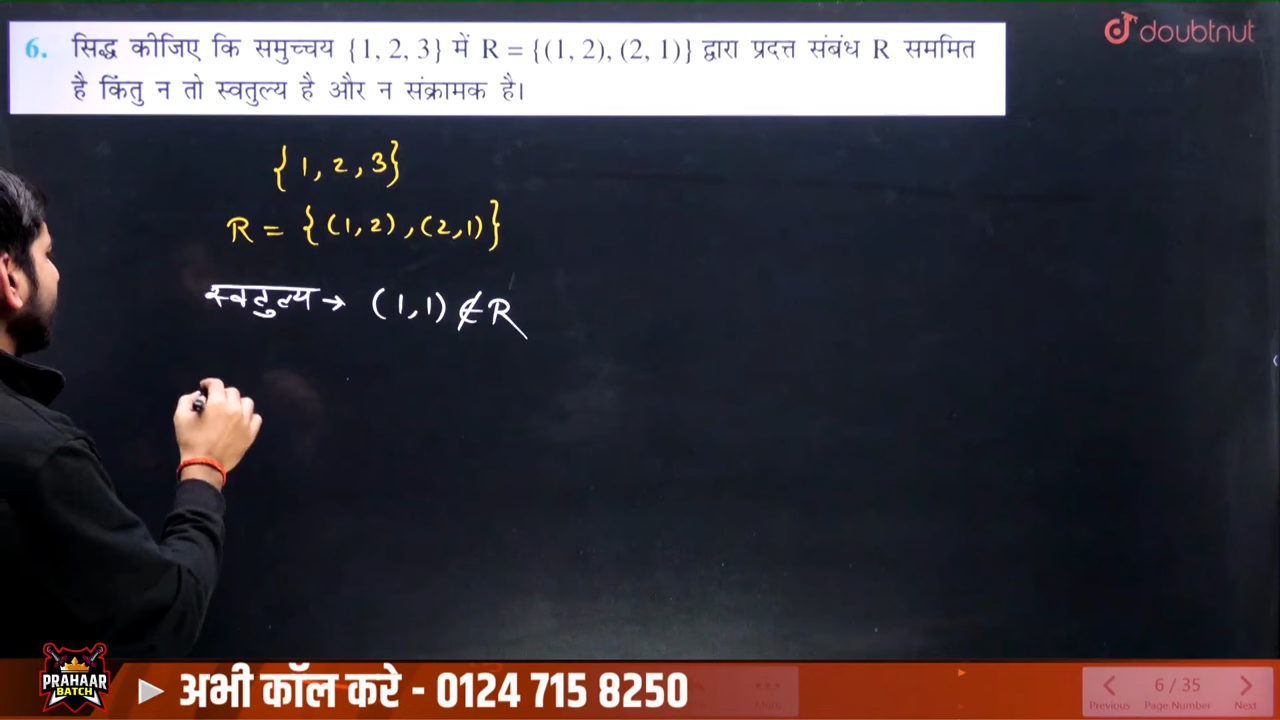 doubtnut
6. सिद्ध कीजिए कि समुच्चय {1, 2, 3} में R = {(1, 2), (2, 1)} द्वारा प्रदत्त संबंध R सममित
है किंतु न तो स्वतुल्य है और न संक्रामक है।
{1, 2, 3}
R = {(1, 2), (2, 1)}
स्वतुल्य → (1, 1) ∉ R
PRAHAAR
BATCH
अभी कॉल करे - 0124 715 8250
More
6 / 35
Previous Page Number Next